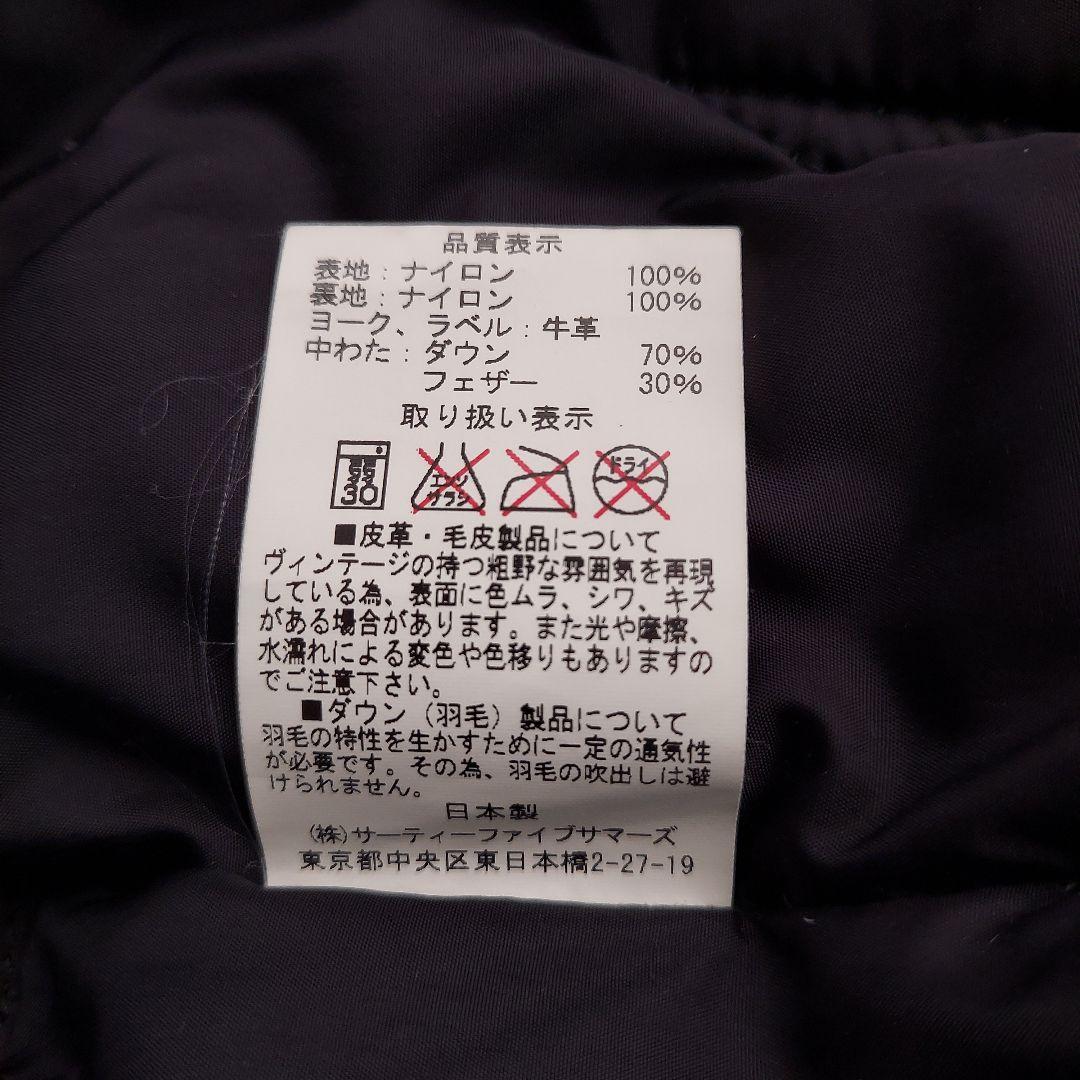 品質表示
表地：ナイロン 100%
裏地：ナイロン 100%
ヨーク、ラベル：牛革
中わた：ダウン 70%
フェザー 30%
取り扱い表示
弱 30 エンソ サラシ ドライ
■皮革・毛皮製品について
ヴィンテージの持つ粗野な雰囲気を再現
している為、表面に色ムラ、シワ、キズ
がある場合があります。また光や摩擦、
水濡れによる変色や色移りもありますの
でご注意下さい。
■ダウン（羽毛）製品について
羽毛の特性を生かすために一定の通気性
が必要です。その為、羽毛の吹出しは避
けられません。
日本製
(株)サーティーファイブサマーズ
東京都中央区東日本橋2-27-19